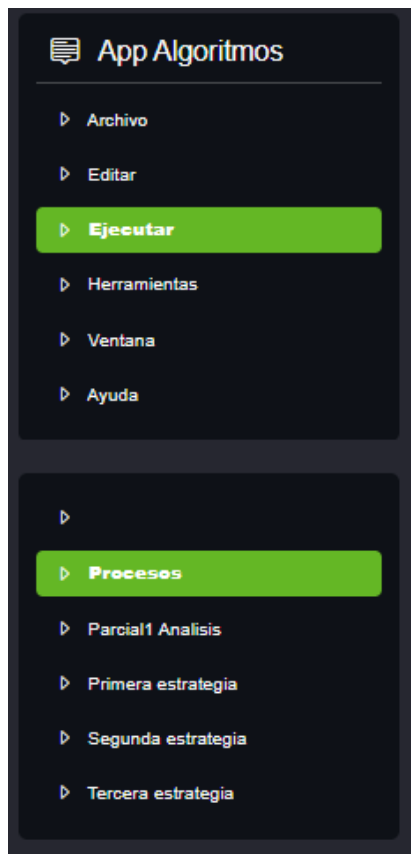 App Algoritmos
Archivo
Editar
Ejecutar
Herramientas
Ventana
Ayuda
Procesos
Parcial1 Analisis
Primera estrategia
Segunda estrategia
Tercera estrategia